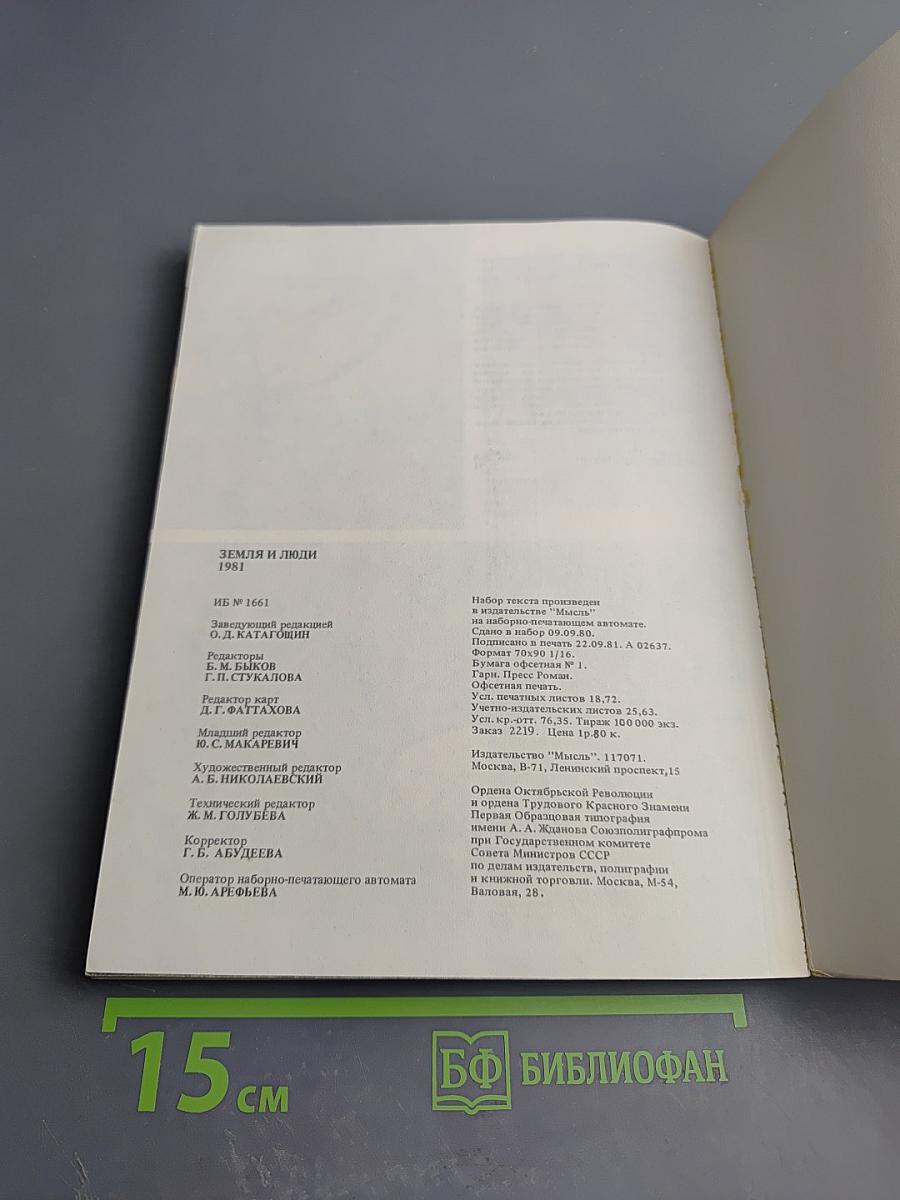 ЗЕМЛЯ И ЛЮДИ
1981
ИБ № 1661
Заведующий редакцией
О. Д. КАТАГОЩИН
Редакторы
Б. М. БЫКОВ
Г. П. СТУКАЛОВА
Редактор карт
Д. Г. ФАТТАХОВА
Младший редактор
Ю. С. МАКАРЕВИЧ
Художественный редактор
А. Б. НИКОЛАЕВСКИЙ
Технический редактор
Ж. М. ГОЛУБЕВА
Корректор
Г. Б. АБУДЕЕВА
Оператор наборно-печатающего автомата
М. Ю. АРЕФЬЕВА
Набор текста произведен
в издательстве "Мысль"
на наборно-печатающем автомате.
Сдано в набор 09.09.80.
Подписано в печать 22.09.81. А 02637.
Формат 70х90 1/16.
Бумага офсетная № 1.
Гарн. Пресс Роман.
Офсетная печать.
Усл. печатных листов 18,72.
Учетно-издательских листов 25,63.
Усл. кр.-отт. 76,35. Тираж 100 000 экз.
Заказ 2219. Цена 1р.80 к.
Издательство "Мысль". 117071.
Москва, В-71, Ленинский проспект,15
Ордена Октябрьской Революции
и ордена Трудового Красного Знамени
Первая Образцовая типография
имени А. А. Жданова Союзполиграфпрома
при Государственном комитете
Совета Министров СССР
по делам издательств, полиграфии
и книжной торговли. Москва, М-54,
Валовая, 28.
15 см
БФ БИБЛИОФАН